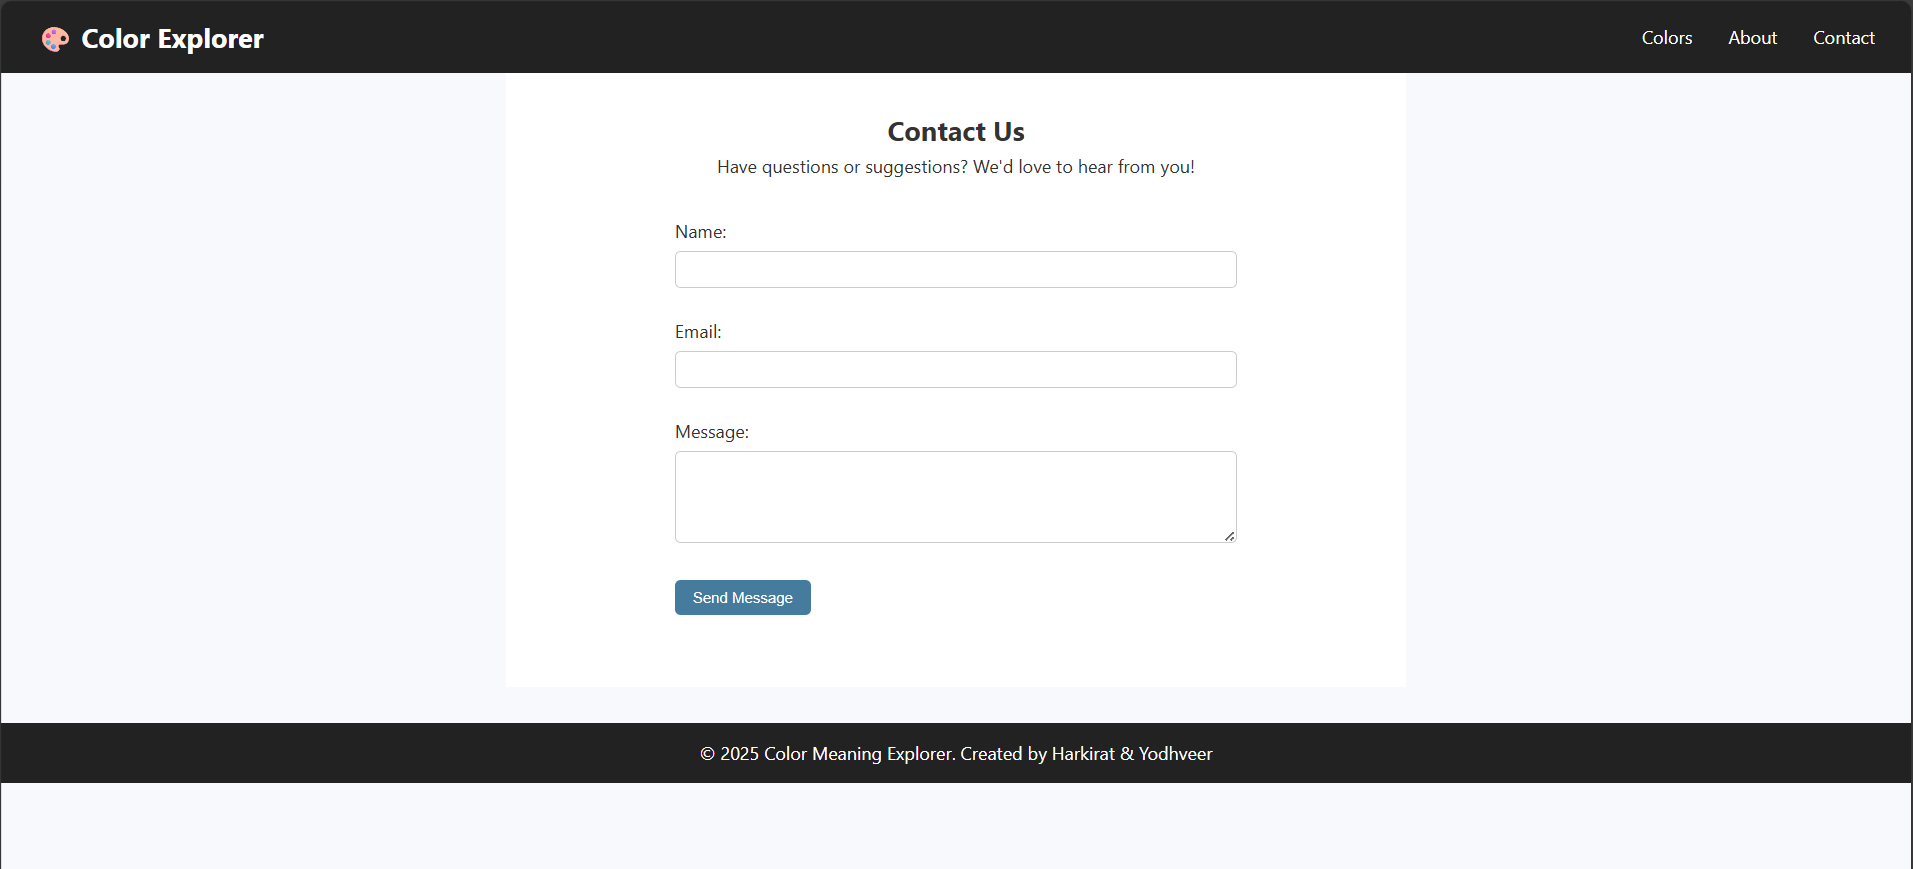 Color Explorer
Colors
About
Contact
Contact Us
Have questions or suggestions? We'd love to hear from you!
Name:
Email:
Message:
Send Message
© 2025 Color Meaning Explorer. Created by Harkirat & Yodhveer